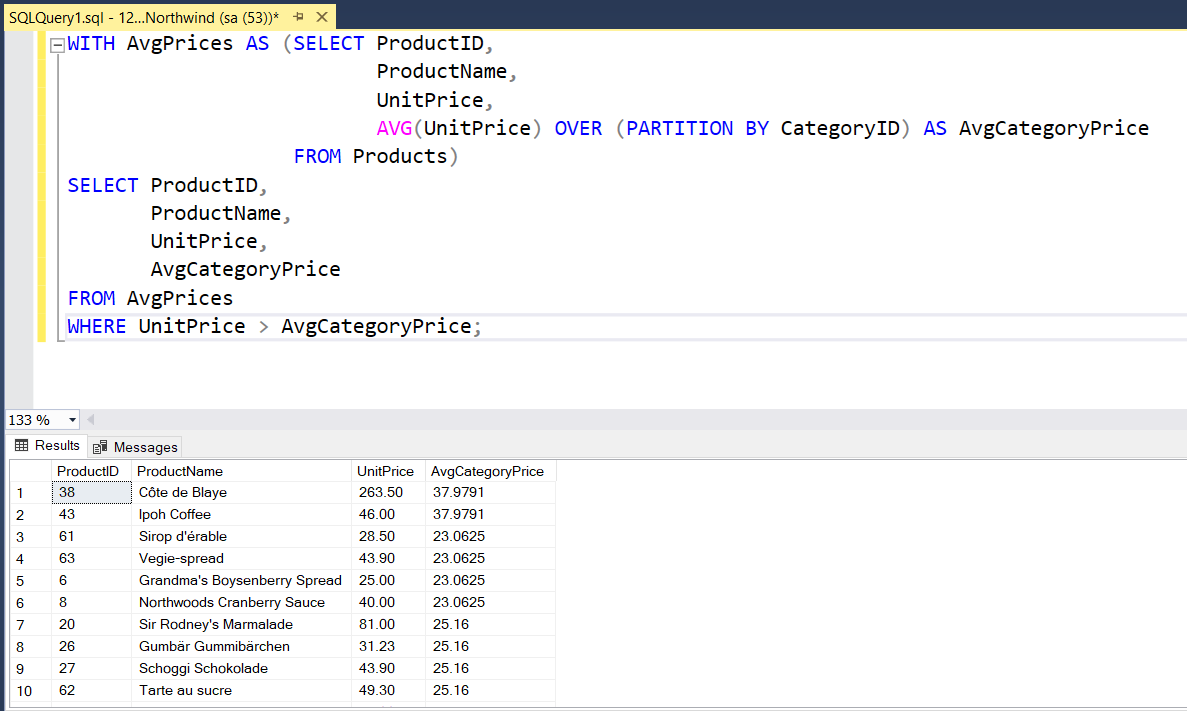 SQLQuery1.sql - 12...Northwind (sa (53))*
WITH AvgPrices AS (SELECT ProductID,
ProductName,
UnitPrice,
AVG(UnitPrice) OVER (PARTITION BY CategoryID) AS AvgCategoryPrice
FROM Products)
SELECT ProductID,
ProductName,
UnitPrice,
AvgCategoryPrice
FROM AvgPrices
WHERE UnitPrice > AvgCategoryPrice;
133 %
Results Messages
ProductID ProductName UnitPrice AvgCategoryPrice
1 38 Côte de Blaye 263.50 37.9791
2 43 Ipoh Coffee 46.00 37.9791
3 61 Sirop d'érable 28.50 23.0625
4 63 Vegie-spread 43.90 23.0625
5 6 Grandma's Boysenberry Spread 25.00 23.0625
6 8 Northwoods Cranberry Sauce 40.00 23.0625
7 20 Sir Rodney's Marmalade 81.00 25.16
8 26 Gumbär Gummibärchen 31.23 25.16
9 27 Schoggi Schokolade 43.90 25.16
10 62 Tarte au sucre 49.30 25.16